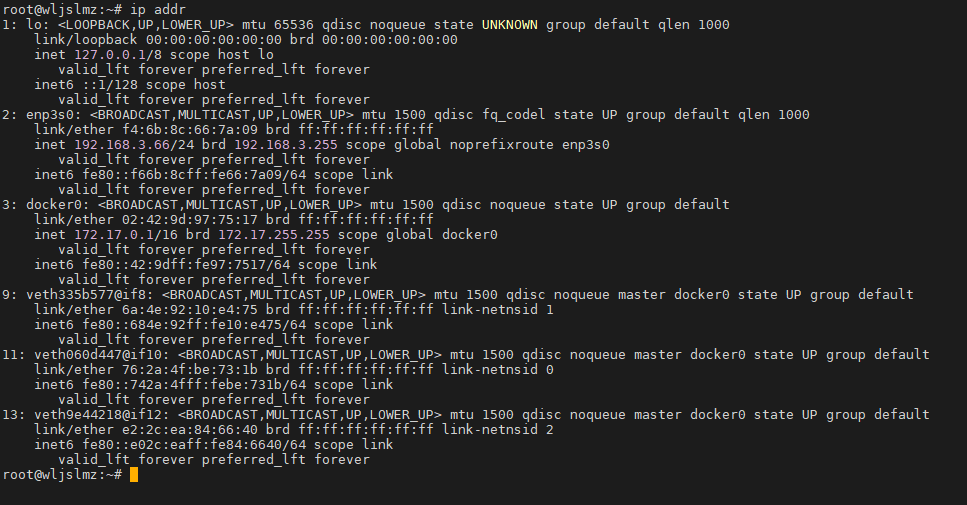 root@wljslmz:~# ip addr
1: lo: <LOOPBACK,UP,LOWER_UP> mtu 65536 qdisc noqueue state UNKNOWN group default qlen 1000
    link/loopback 00:00:00:00:00:00 brd 00:00:00:00:00:00
    inet 127.0.0.1/8 scope host lo
       valid_lft forever preferred_lft forever
    inet6 ::1/128 scope host
       valid_lft forever preferred_lft forever
2: enp3s0: <BROADCAST,MULTICAST,UP,LOWER_UP> mtu 1500 qdisc fq_codel state UP group default qlen 1000
    link/ether f4:6b:8c:66:7a:09 brd ff:ff:ff:ff:ff:ff
    inet 192.168.3.66/24 brd 192.168.3.255 scope global noprefixroute enp3s0
       valid_lft forever preferred_lft forever
    inet6 fe80::f66b:8cff:fe66:7a09/64 scope link
       valid_lft forever preferred_lft forever
3: docker0: <BROADCAST,MULTICAST,UP,LOWER_UP> mtu 1500 qdisc noqueue state UP group default
    link/ether 02:42:9d:97:75:17 brd ff:ff:ff:ff:ff:ff
    inet 172.17.0.1/16 brd 172.17.255.255 scope global docker0
       valid_lft forever preferred_lft forever
    inet6 fe80::42:9dff:fe97:7517/64 scope link
       valid_lft forever preferred_lft forever
9: veth335b577@if8: <BROADCAST,MULTICAST,UP,LOWER_UP> mtu 1500 qdisc noqueue master docker0 state UP group default
    link/ether 6a:4e:92:10:e4:75 brd ff:ff:ff:ff:ff:ff link-netnsid 1
    inet6 fe80::684e:92ff:fe10:e475/64 scope link
       valid_lft forever preferred_lft forever
11: veth060d447@if10: <BROADCAST,MULTICAST,UP,LOWER_UP> mtu 1500 qdisc noqueue master docker0 state UP group default
    link/ether 76:2a:4f:be:73:1b brd ff:ff:ff:ff:ff:ff link-netnsid 0
    inet6 fe80::742a:4fff:febe:731b/64 scope link
       valid_lft forever preferred_lft forever
13: veth9e44218@if12: <BROADCAST,MULTICAST,UP,LOWER_UP> mtu 1500 qdisc noqueue master docker0 state UP group default
    link/ether e2:2c:ea:84:66:40 brd ff:ff:ff:ff:ff:ff link-netnsid 2
    inet6 fe80::e02c:eaff:fe84:6640/64 scope link
       valid_lft forever preferred_lft forever
root@wljslmz:~#